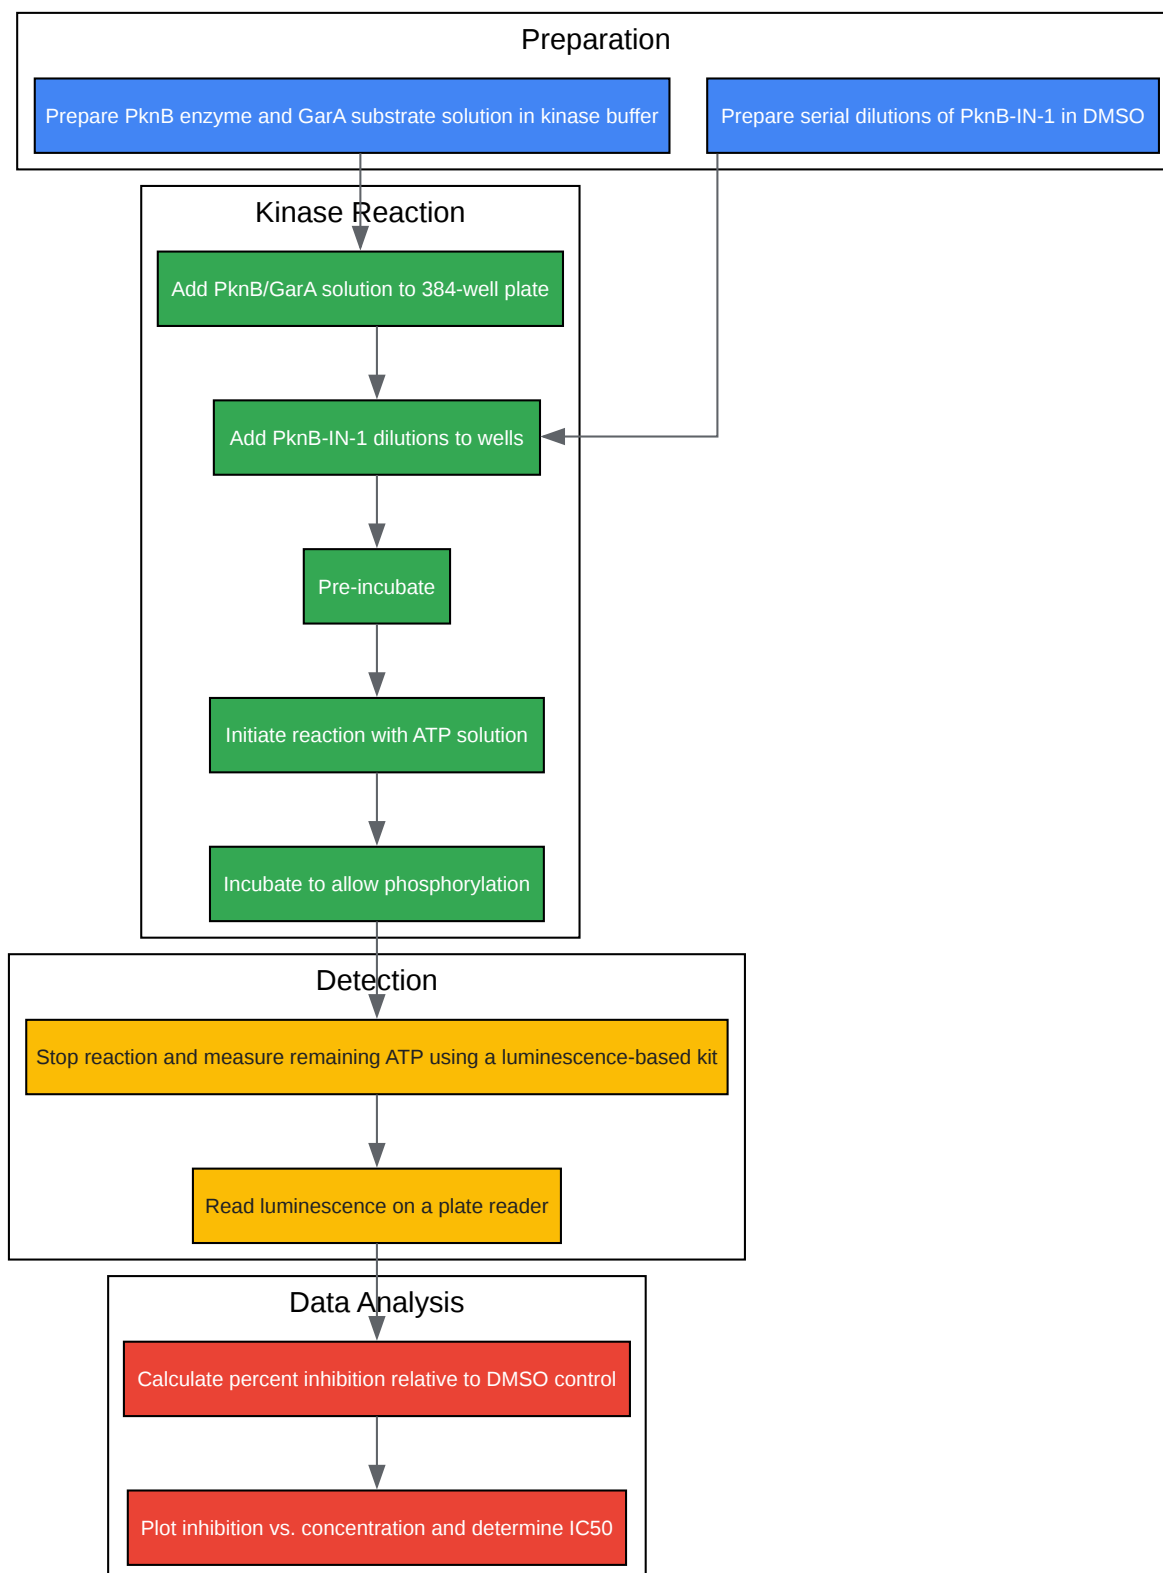 Preparation
Prepare PknB enzyme and GarA substrate solution in kinase buffer
Prepare serial dilutions of PknB-IN-1 in DMSO
Kinase Reaction
Add PknB/GarA solution to 384-well plate
Add PknB-IN-1 dilutions to wells
Pre-incubate
Initiate reaction with ATP solution
Incubate to allow phosphorylation
Detection
Stop reaction and measure remaining ATP using a luminescence-based kit
Read luminescence on a plate reader
Data Analysis
Calculate percent inhibition relative to DMSO control
Plot inhibition vs. concentration and determine IC50